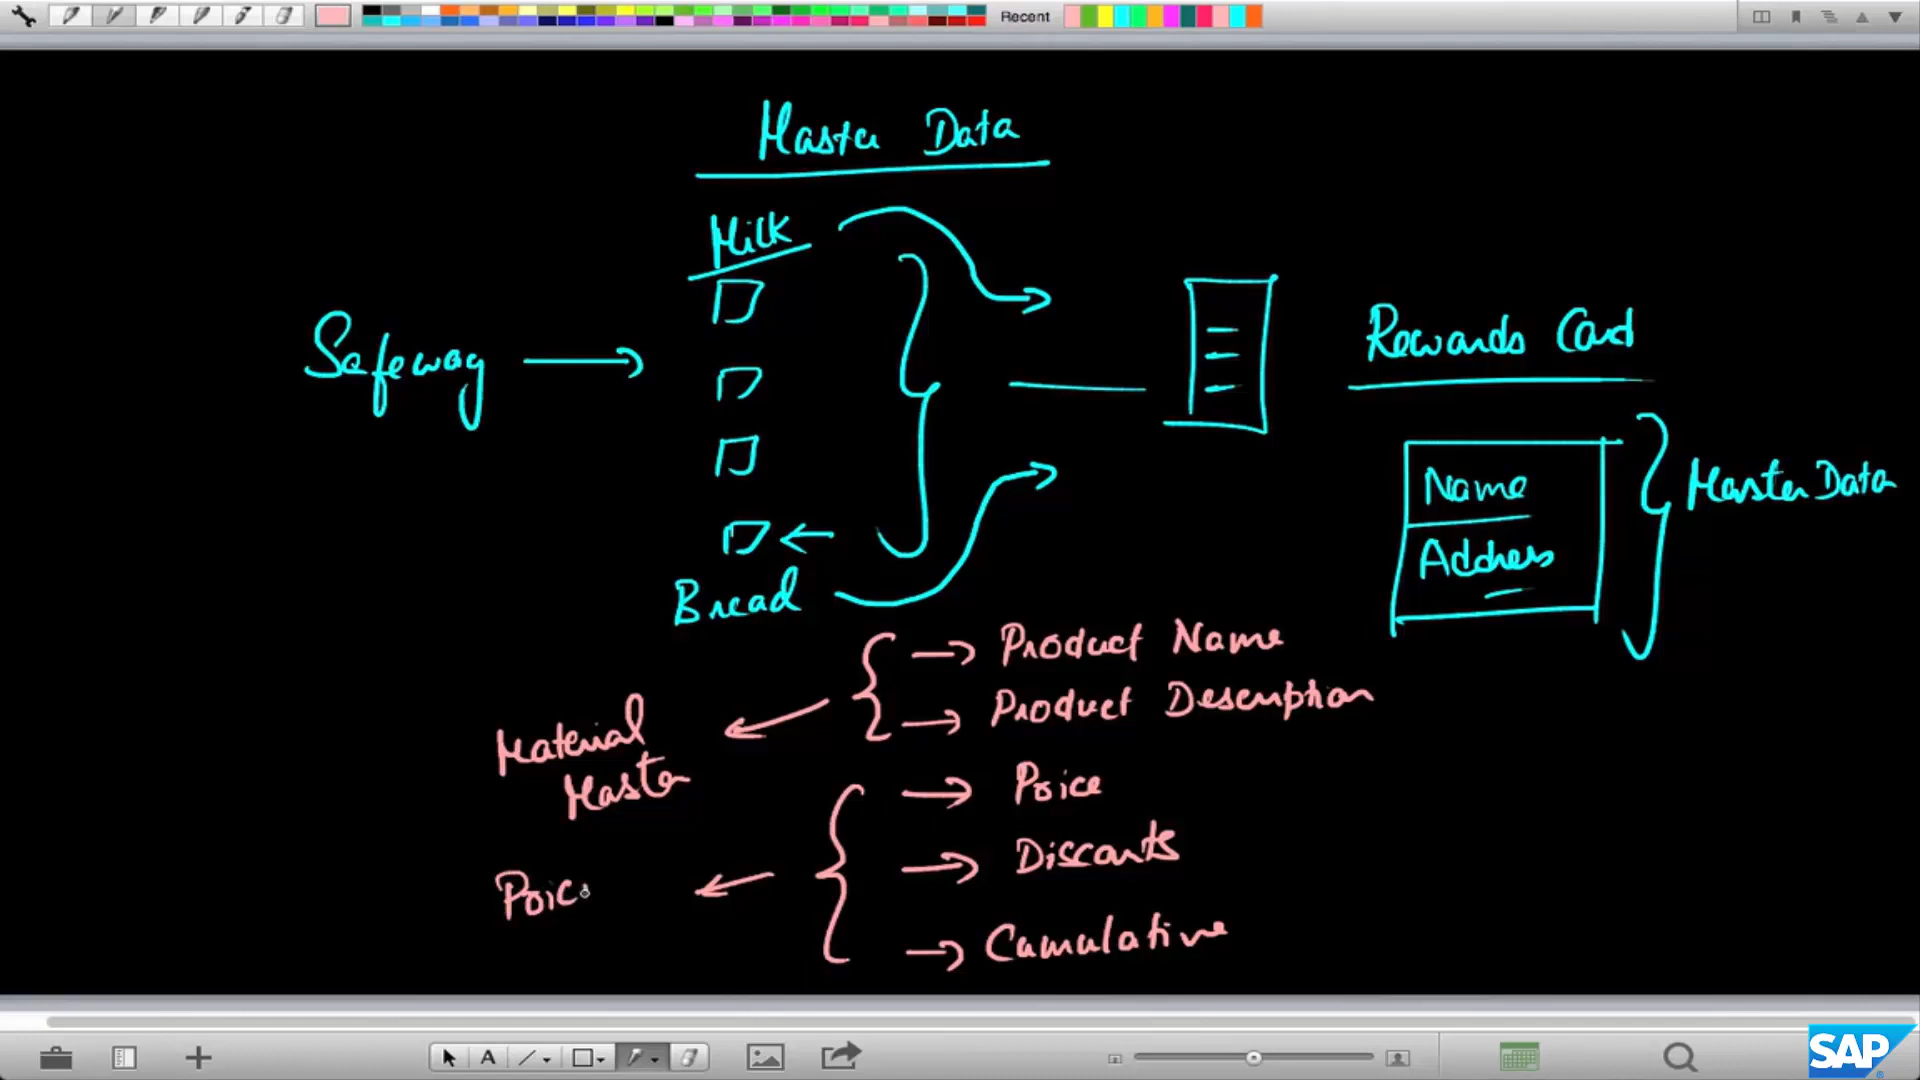 Recent
Master Data
Milk
Safeway
Rewards Card
Name
Master Data
Address
Bread
Product Name
Product Description
Material
Master
Price
Discounts
Pric
Cumulative
A
SAP